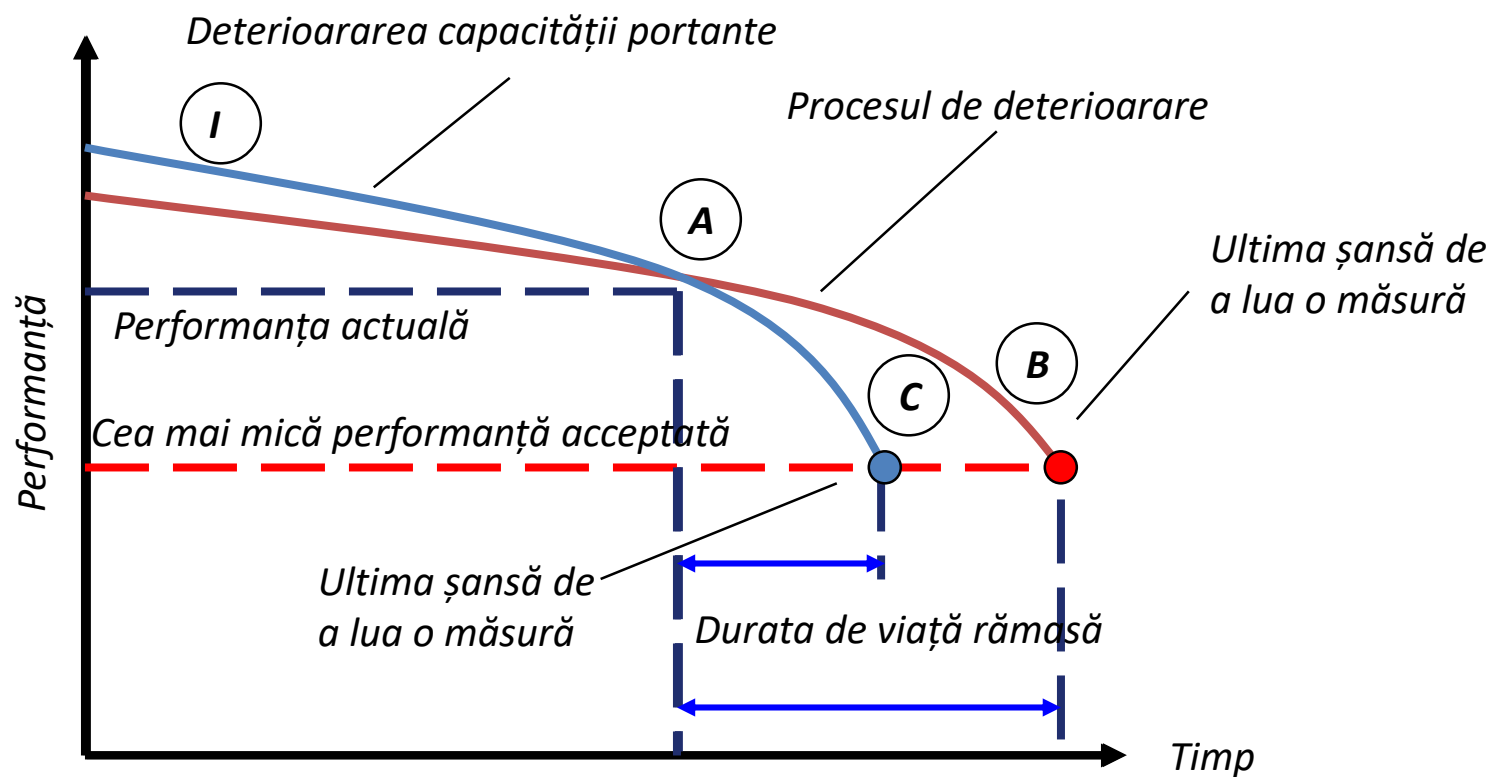 Deterioararea capacității portante
I
Procesul de deterioarare
A
Ultima șansă de
a lua o măsură
Performanță
Performanța actuală
B
C
Cea mai mică performanță acceptată
Ultima șansă de
a lua o măsură
Durata de viață rămasă
Timp